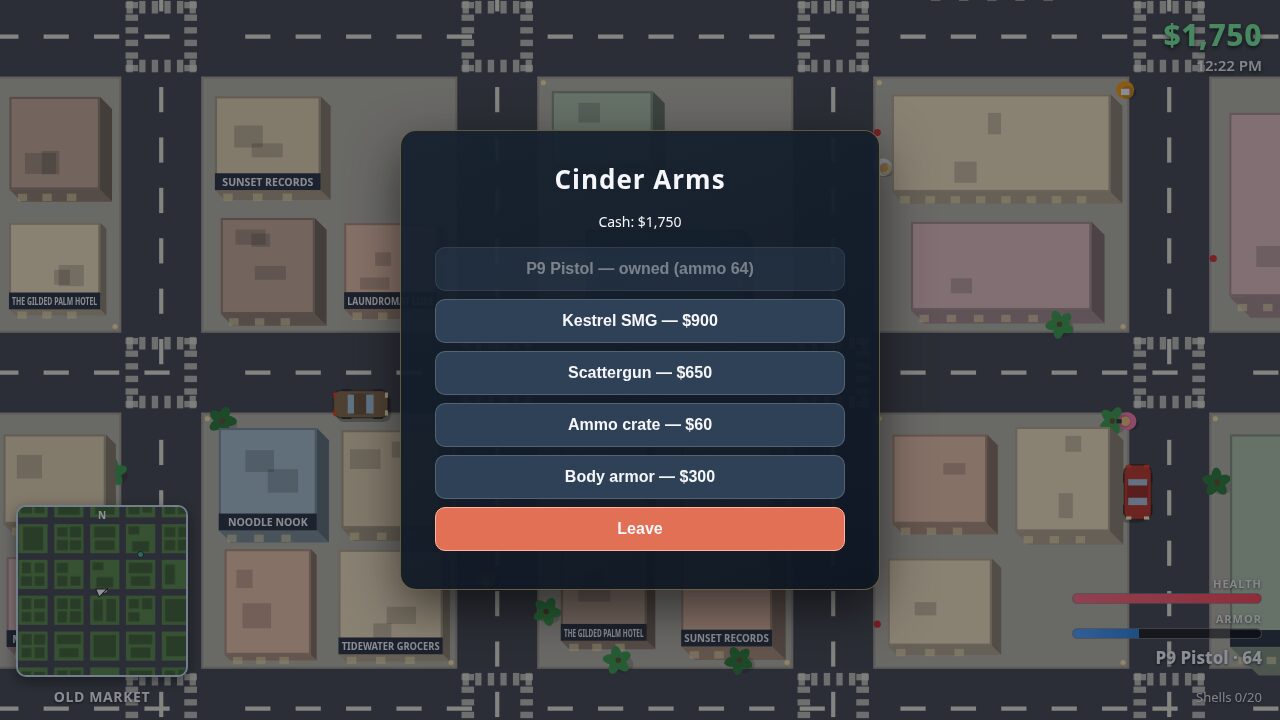 $1,750
12:22 PM
SUNSET RECORDS
THE GILDED PALM HOTEL
Cinder Arms
Cash: $1,750
P9 Pistol — owned (ammo 64)
Kestrel SMG — $900
Scattergun — $650
Ammo crate — $60
Body armor — $300
Leave
NOODLE NOOK
N
TIDEWATER GROCERS
THE GILDED PALM HOTEL
SUNSET RECORDS
HEALTH
ARMOR
P9 Pistol · 64
OLD MARKET
Shells 0/20